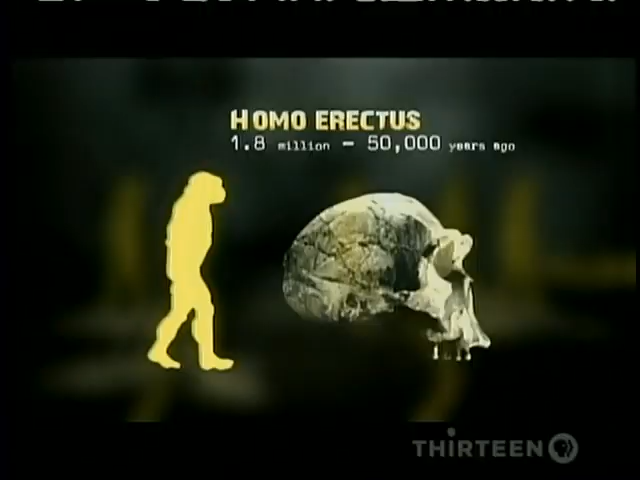 HOMO ERECTUS
1.8 million – 50,000 years ago
THIRTEEN